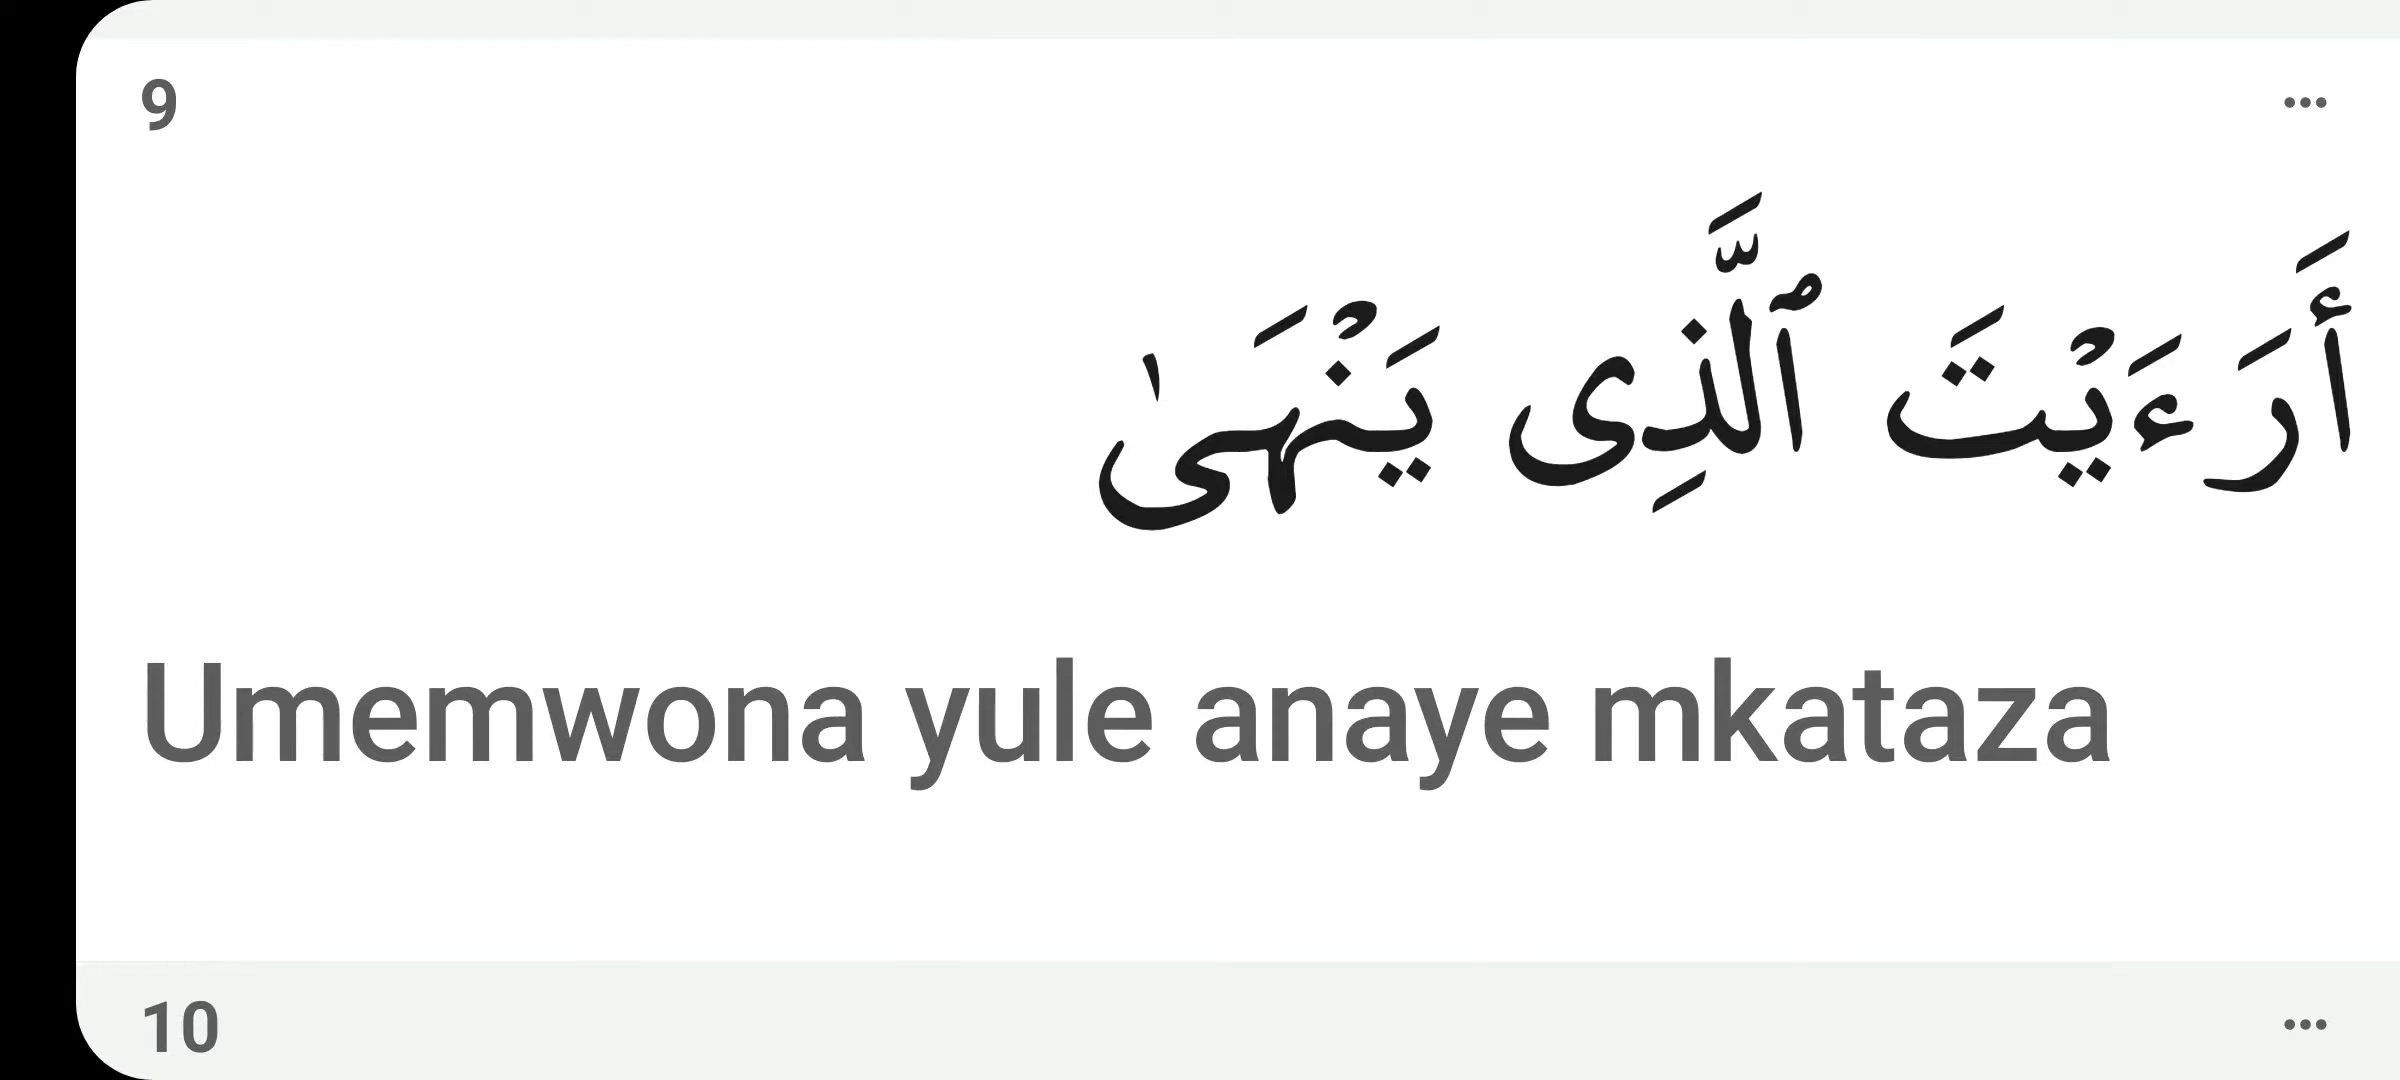 9
أَرَءَيْتَ ٱلَّذِى يَنْهَىٰ
Umemwona yule anaye mkataza
10